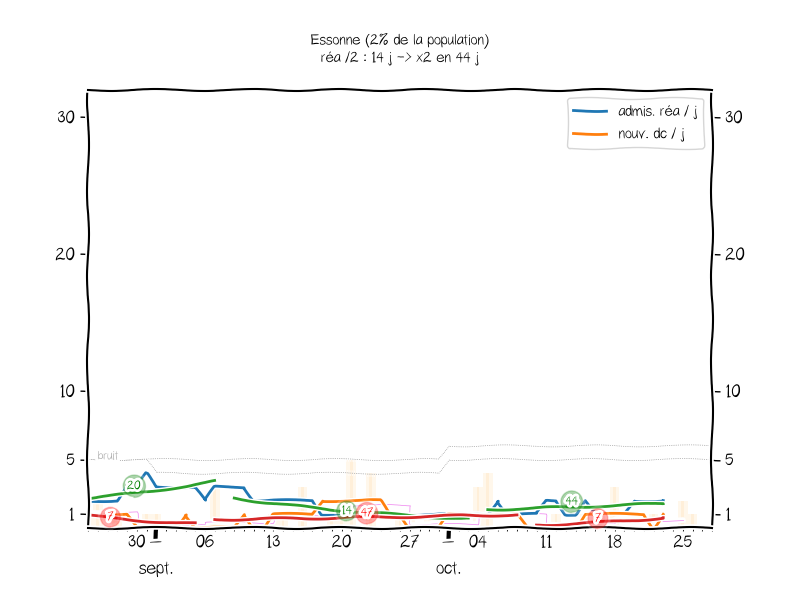 Essonne (2% de la population)
réa /2 : 14 j -> x2 en 44 j
admis. réa / j
nouv. dc / j
30
30
20
20
10
10
bruit
5
5
20
44
14
47
7
7
1
1
30 06 13 20 27 04 11 18 25
sept. oct.